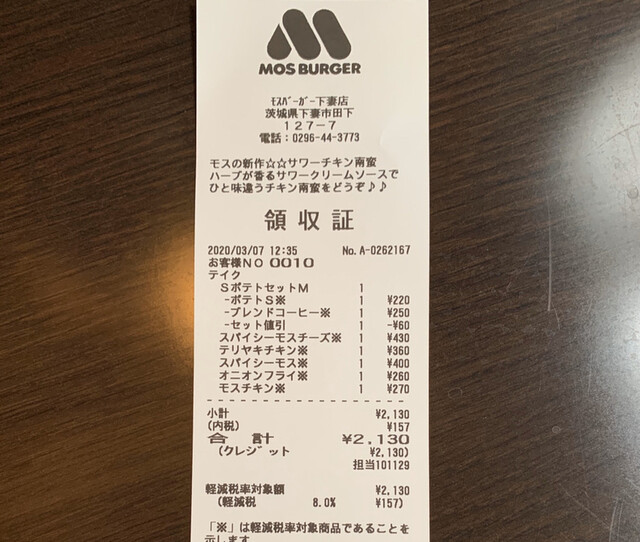 MOS BURGER
ﾓｽﾊﾞｰｶﾞｰ下妻店
茨城県下妻市田下
１２７－７
電話：0296-44-3773
モスの新作☆☆サワーチキン南蛮
ハーブが香るサワークリームソースで
ひと味違うチキン南蛮をどうぞ♪♪
領収証
2020/03/07 12:35 No. A-0262167
お客様ＮＯ 0010
テイク
ＳポテトセットＭ 1
-ポテトＳ※ 1 ¥220
-ブレンドコーヒー※ 1 ¥250
-セット値引 1 -¥60
スパイシーモスチーズ※ 1 ¥430
テリヤキチキン※ 1 ¥360
スパイシーモス※ 1 ¥400
オニオンフライ※ 1 ¥260
モスチキン※ 1 ¥270
小計 ¥2,130
(内税) ¥157
合計 ¥2,130
(クレジット ¥2,130)
担当101129
軽減税率対象額 ¥2,130
(軽減税 8.0% ¥157)
「※」は軽減税率対象商品であることを
示します。